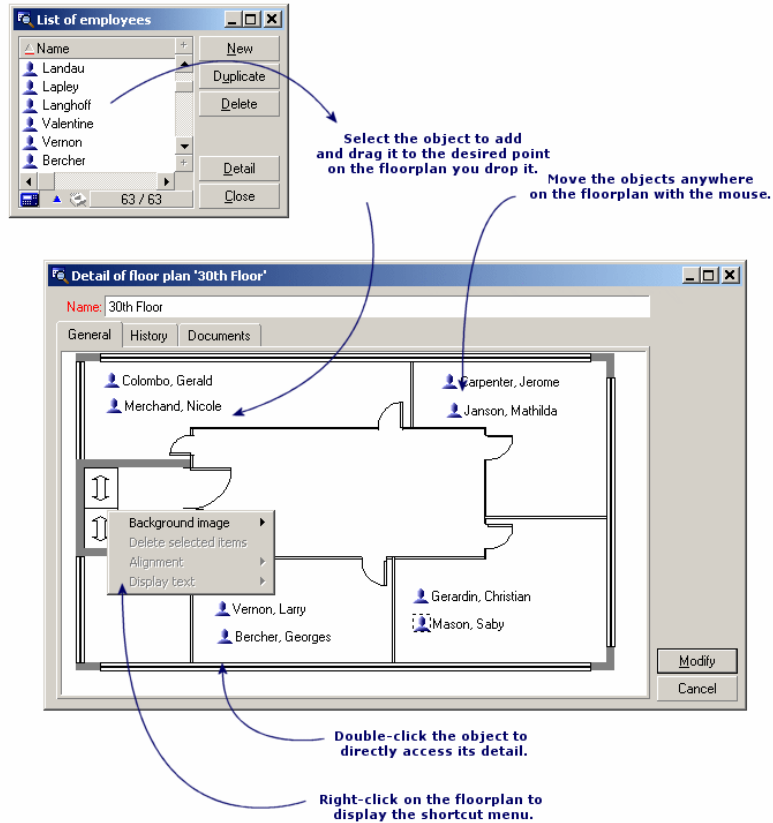 List of employees
Name
+
New
Landau
Lapley
Duplicate
Langhoff
Delete
Valentine
Vernon
Bercher
+
Detail
63 / 63
Close
Select the object to add
and drag it to the desired point
on the floorplan you drop it.
Move the objects anywhere
on the floorplan with the mouse.
Detail of floor plan '30th Floor'
Name: 30th Floor
General History Documents
Colombo, Gerald
Carpenter, Jerome
Merchand, Nicole
Janson, Mathilda
Background image
Delete selected items
Alignment
Display text
Gerardin, Christian
Vernon, Larry
Mason, Saby
Bercher, Georges
Modify
Cancel
Double-click the object to
directly access its detail.
Right-click on the floorplan to
display the shortcut menu.